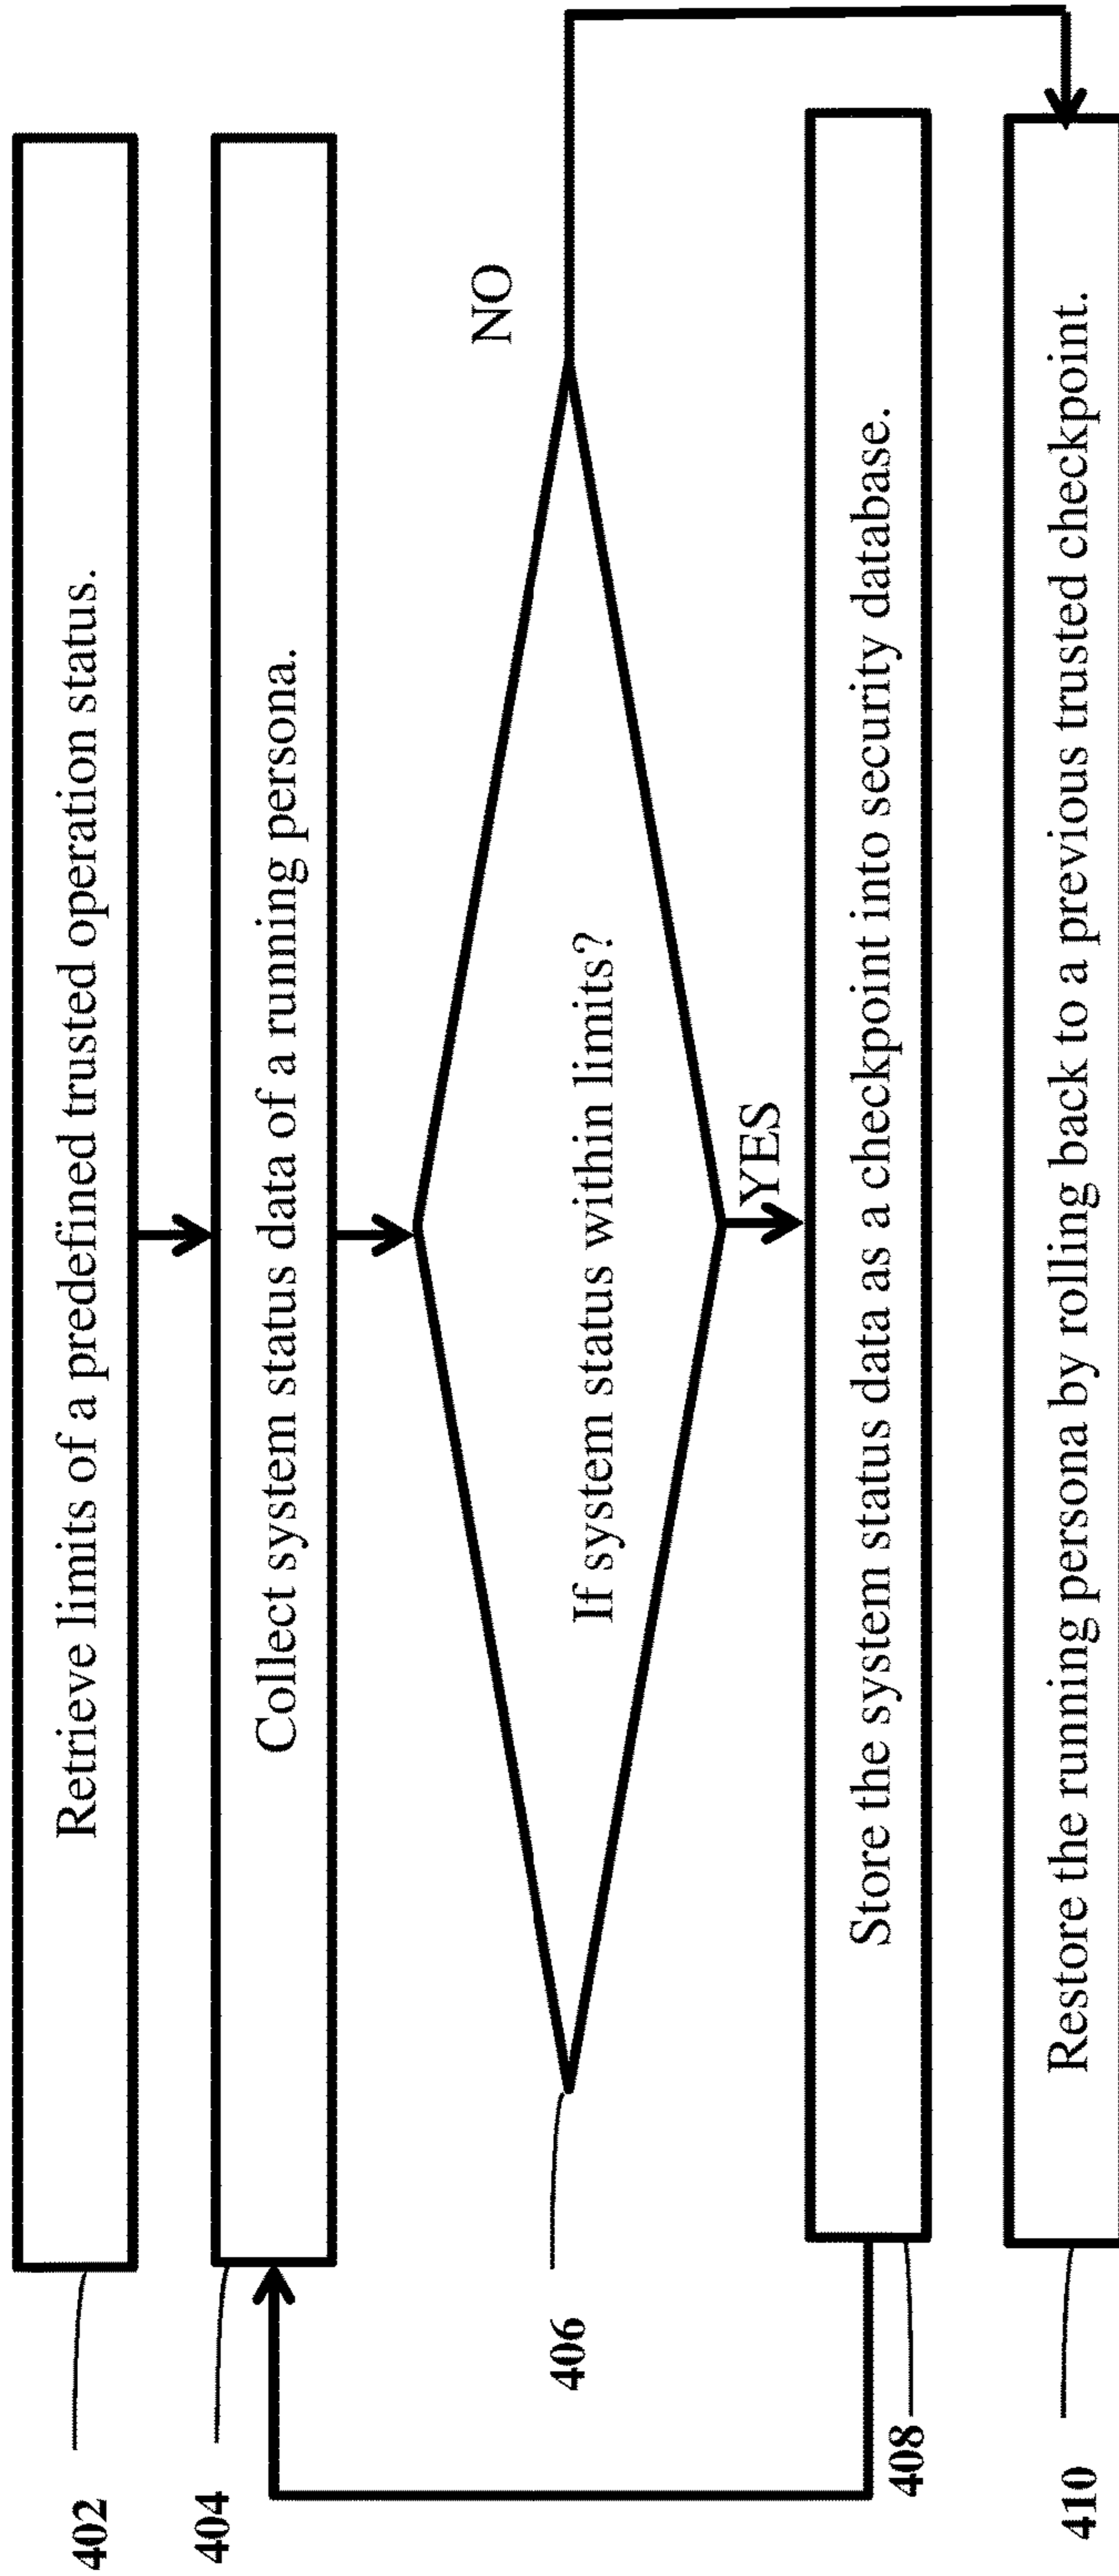 402
Retrieve limits of a predefined trusted operation status.
404
Collect system status data of a running persona.
406
If system status within limits?
NO
YES
408
Store the system status data as a checkpoint into security database.
410
Restore the running persona by rolling back to a previous trusted checkpoint.